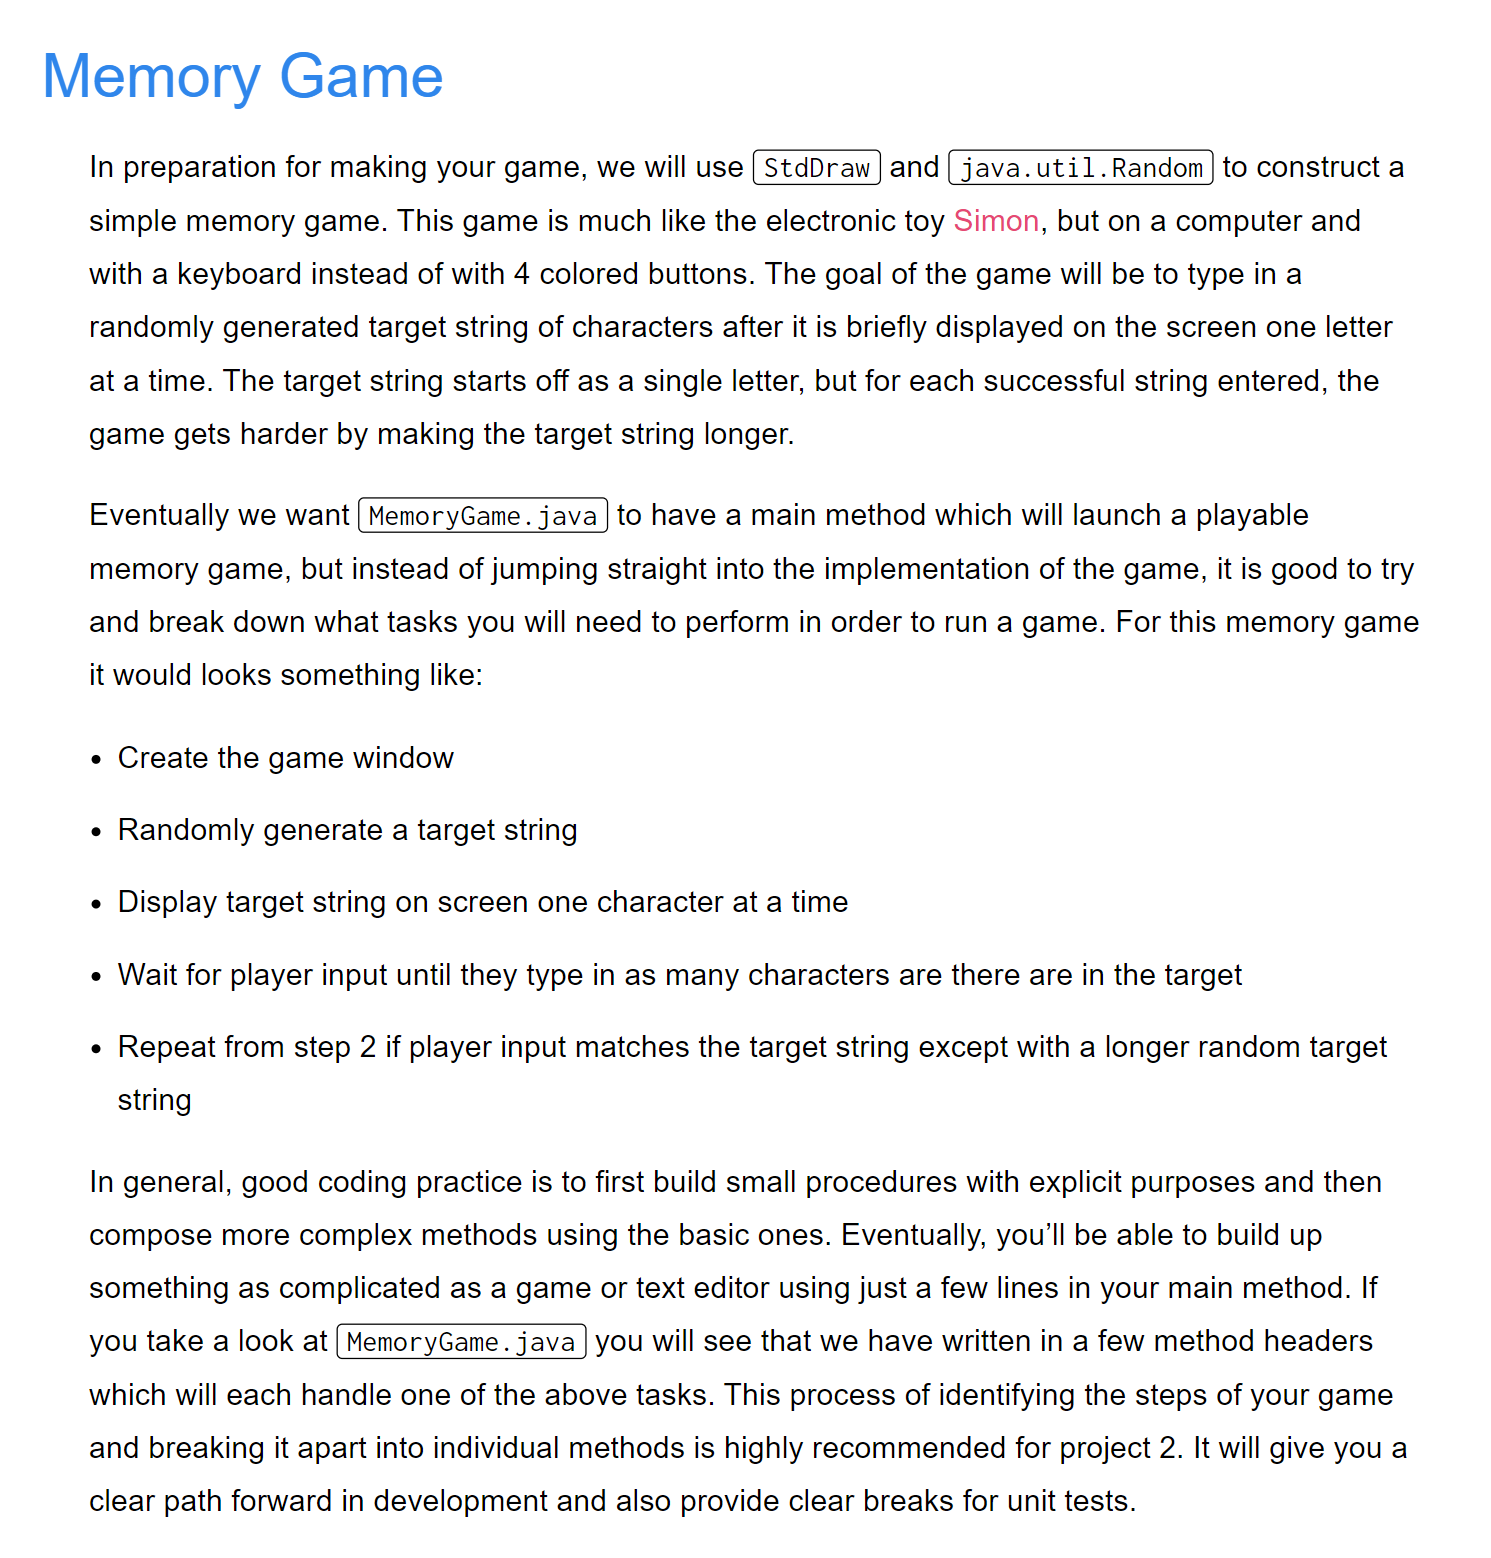 Memory Game
In preparation for making your game, we will use StdDraw and java.util.Random to construct a
simple memory game. This game is much like the electronic toy Simon, but on a computer and
with a keyboard instead of with 4 colored buttons. The goal of the game will be to type in a
randomly generated target string of characters after it is briefly displayed on the screen one letter
at a time. The target string starts off as a single letter, but for each successful string entered, the
game gets harder by making the target string longer.
Eventually we want MemoryGame.java to have a main method which will launch a playable
memory game, but instead of jumping straight into the implementation of the game, it is good to try
and break down what tasks you will need to perform in order to run a game. For this memory game
it would looks something like:
• Create the game window
• Randomly generate a target string
• Display target string on screen one character at a time
• Wait for player input until they type in as many characters are there are in the target
• Repeat from step 2 if player input matches the target string except with a longer random target
string
In general, good coding practice is to first build small procedures with explicit purposes and then
compose more complex methods using the basic ones. Eventually, you’ll be able to build up
something as complicated as a game or text editor using just a few lines in your main method. If
you take a look at MemoryGame.java you will see that we have written in a few method headers
which will each handle one of the above tasks. This process of identifying the steps of your game
and breaking it apart into individual methods is highly recommended for project 2. It will give you a
clear path forward in development and also provide clear breaks for unit tests.